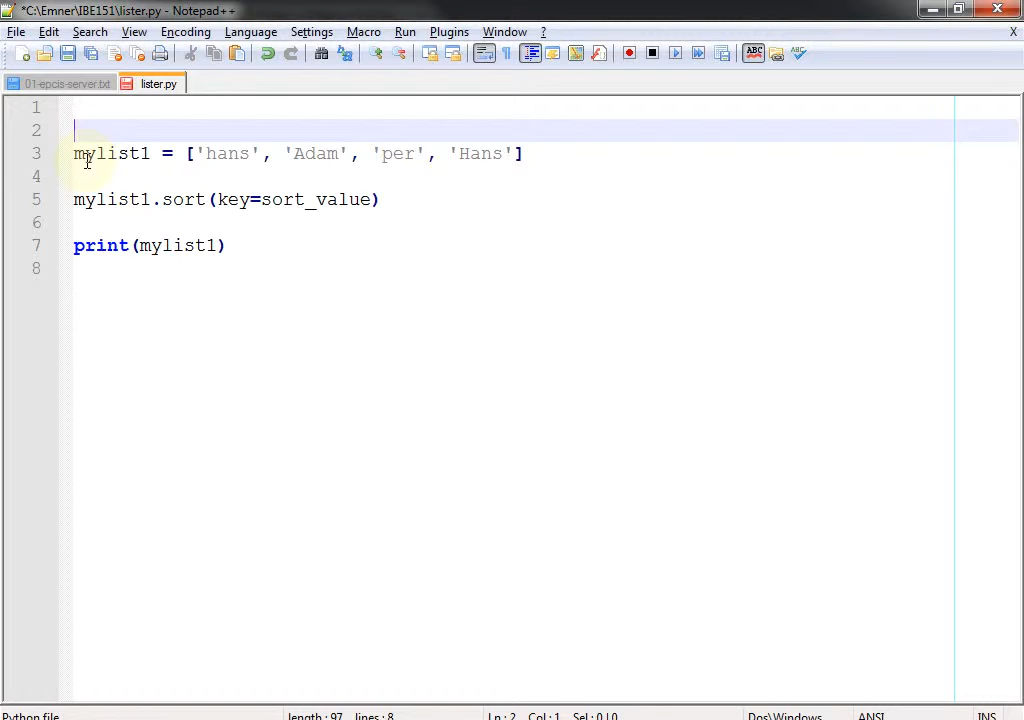 *C:\Emner\IBE151\lister.py - Notepad++
File Edit Search View Encoding Language Settings Macro Run Plugins Window ? X
01-epcis-server.txt lister.py
1
2
3 mylist1 = ['hans', 'Adam', 'per', 'Hans']
4
5 mylist1.sort(key=sort_value)
6
7 print(mylist1)
8
Python file length : 97 lines : 8 Ln : 2 Col : 1 Sel : 0 | 0 Dos\Windows ANSI INS